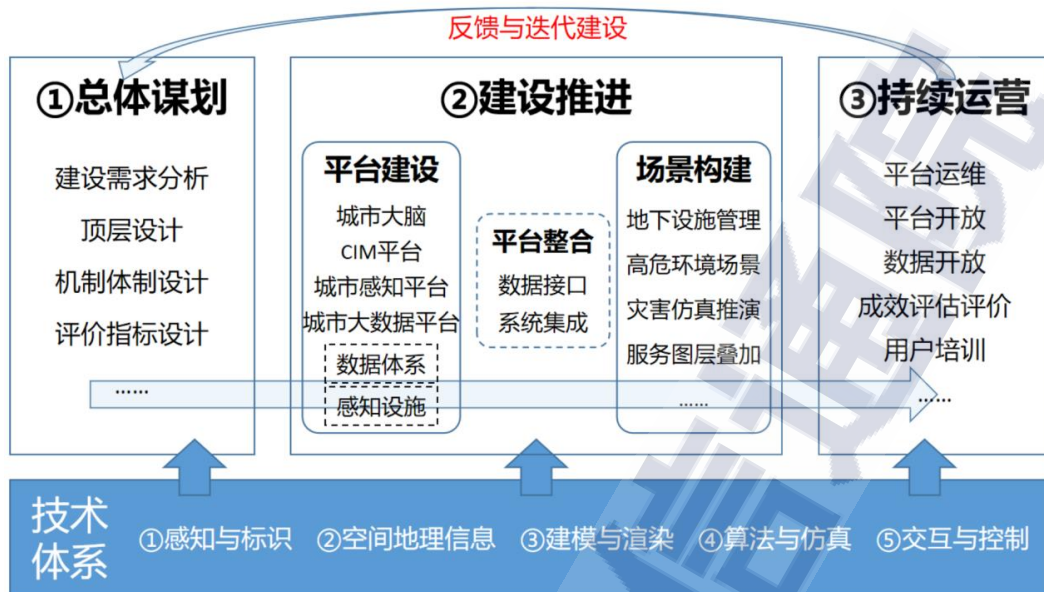 反馈与迭代建设
①总体谋划
建设需求分析
顶层设计
机制体制设计
评价指标设计
……
②建设推进
平台建设
城市大脑
CIM平台
城市感知平台
城市大数据平台
数据体系
感知设施
平台整合
数据接口
系统集成
场景构建
地下设施管理
高危环境场景
灾害仿真推演
服务图层叠加
……
③持续运营
平台运维
平台开放
数据开放
成效评估评价
用户培训
……
技术
体系
①感知与标识 ②空间地理信息 ③建模与渲染 ④算法与仿真 ⑤交互与控制
信通院